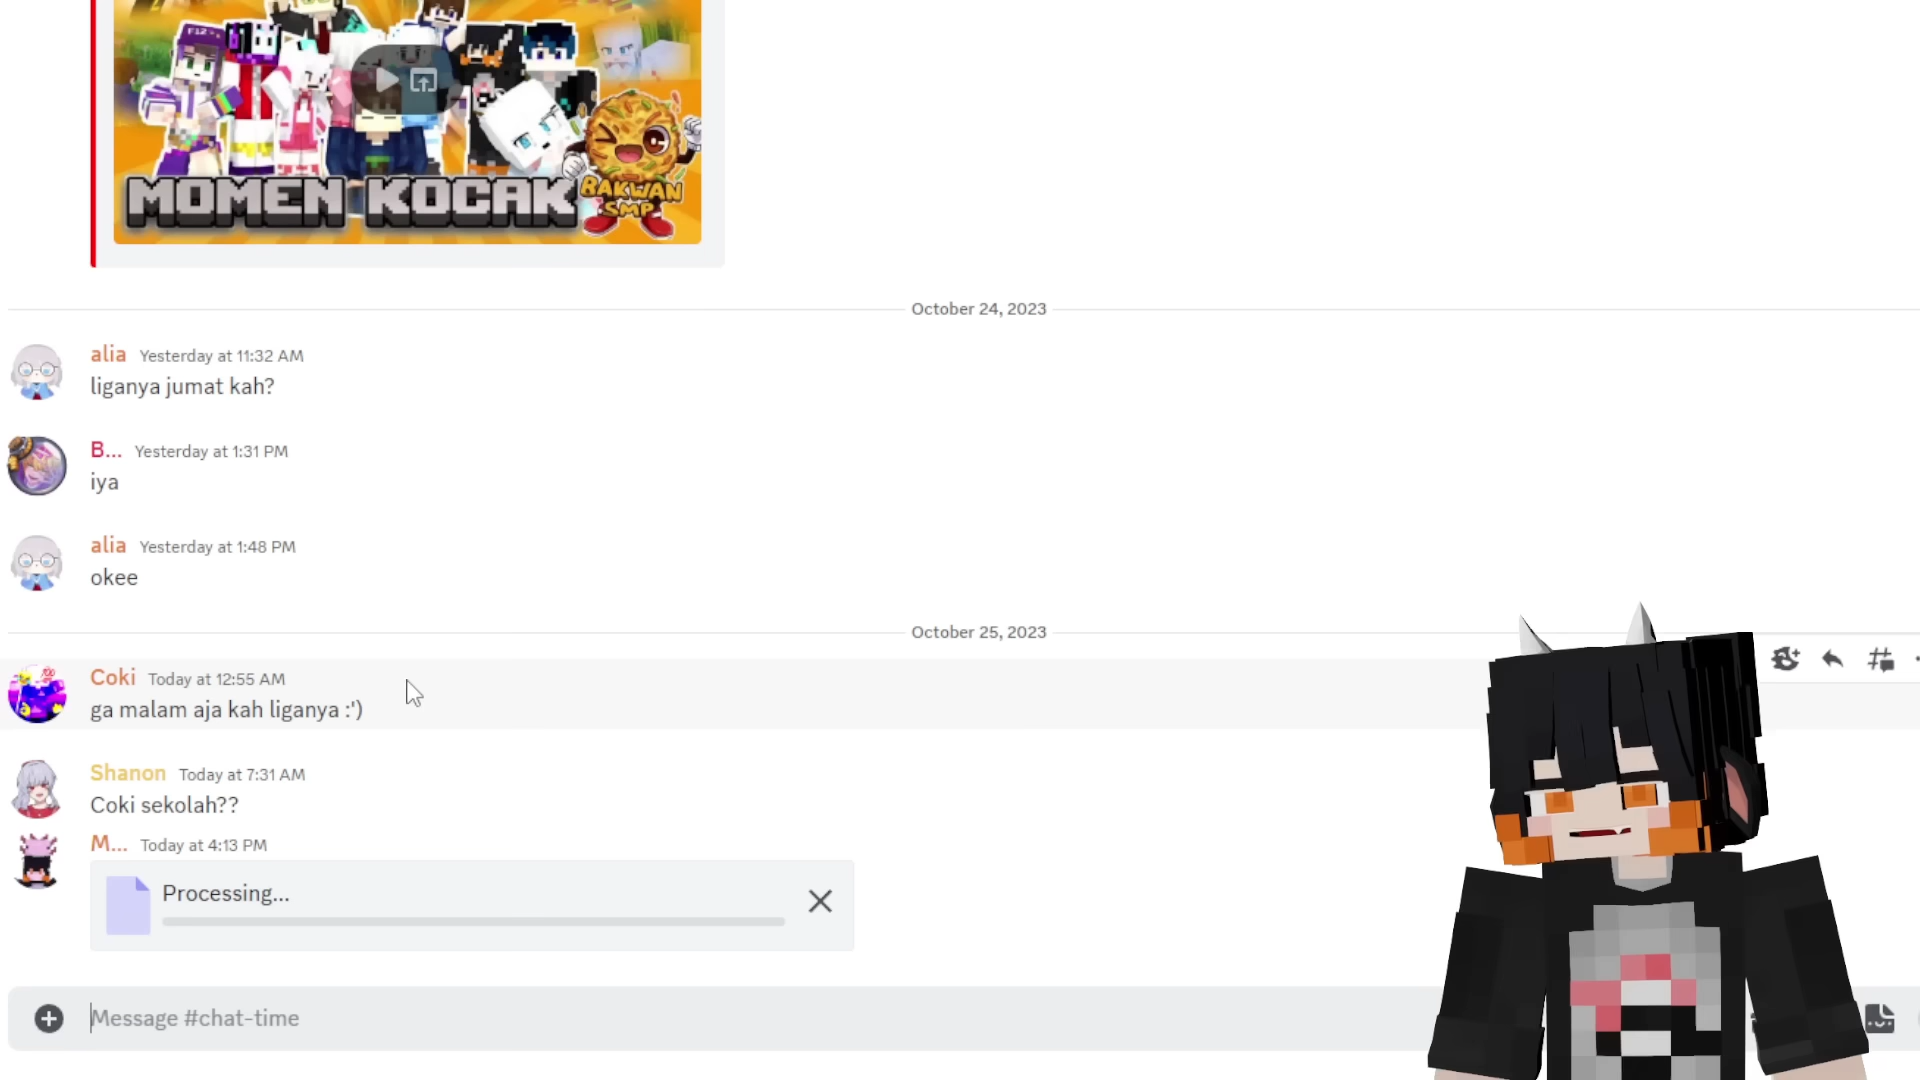 F12
MOMEN KOCAK
BAKWAN
SMP
October 24, 2023
alia Yesterday at 11:32 AM
liganya jumat kah?
B... Yesterday at 1:31 PM
iya
alia Yesterday at 1:48 PM
okee
October 25, 2023
Coki Today at 12:55 AM
ga malam aja kah liganya :')
Shanon Today at 7:31 AM
Coki sekolah??
M... Today at 4:13 PM
Processing...
Message #chat-time